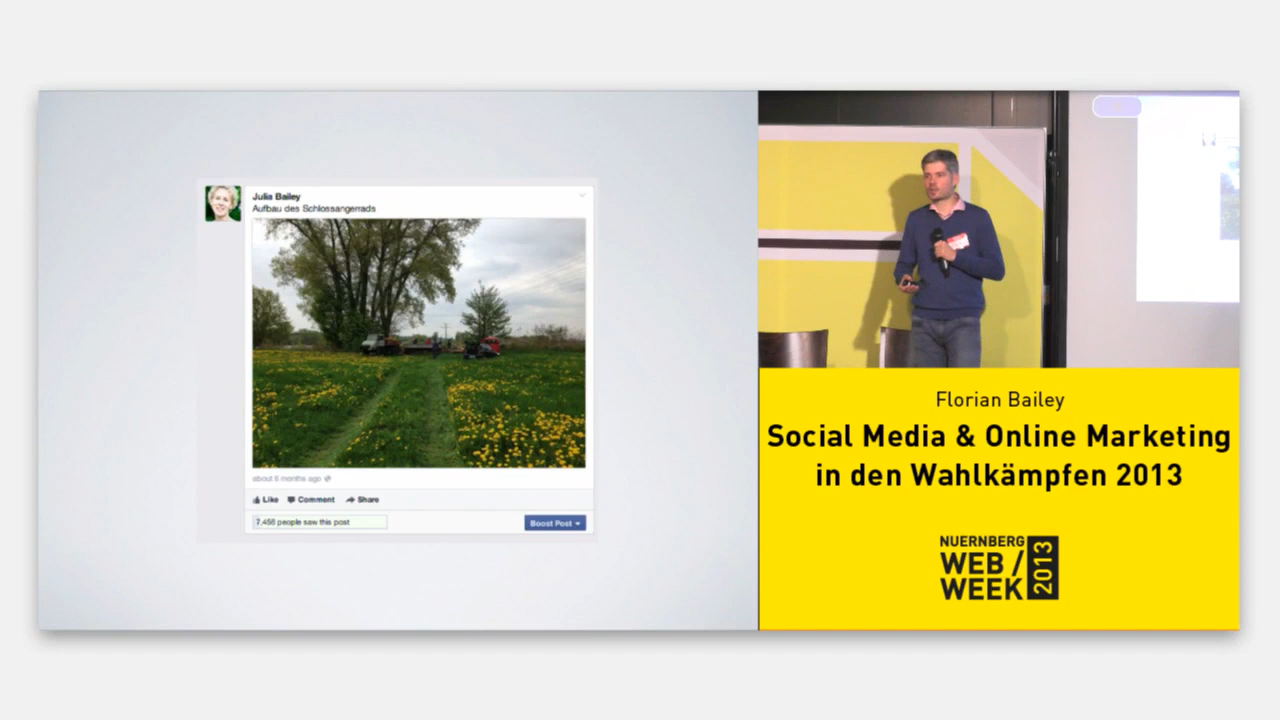 Julia Bailey
Aufbau des Schlossangerrads
about 6 months ago
Like Comment Share
7,456 people saw this post
Boost Post
Florian Bailey
Social Media & Online Marketing
in den Wahlkämpfen 2013
NUERNBERG
WEB /
WEEK
2013